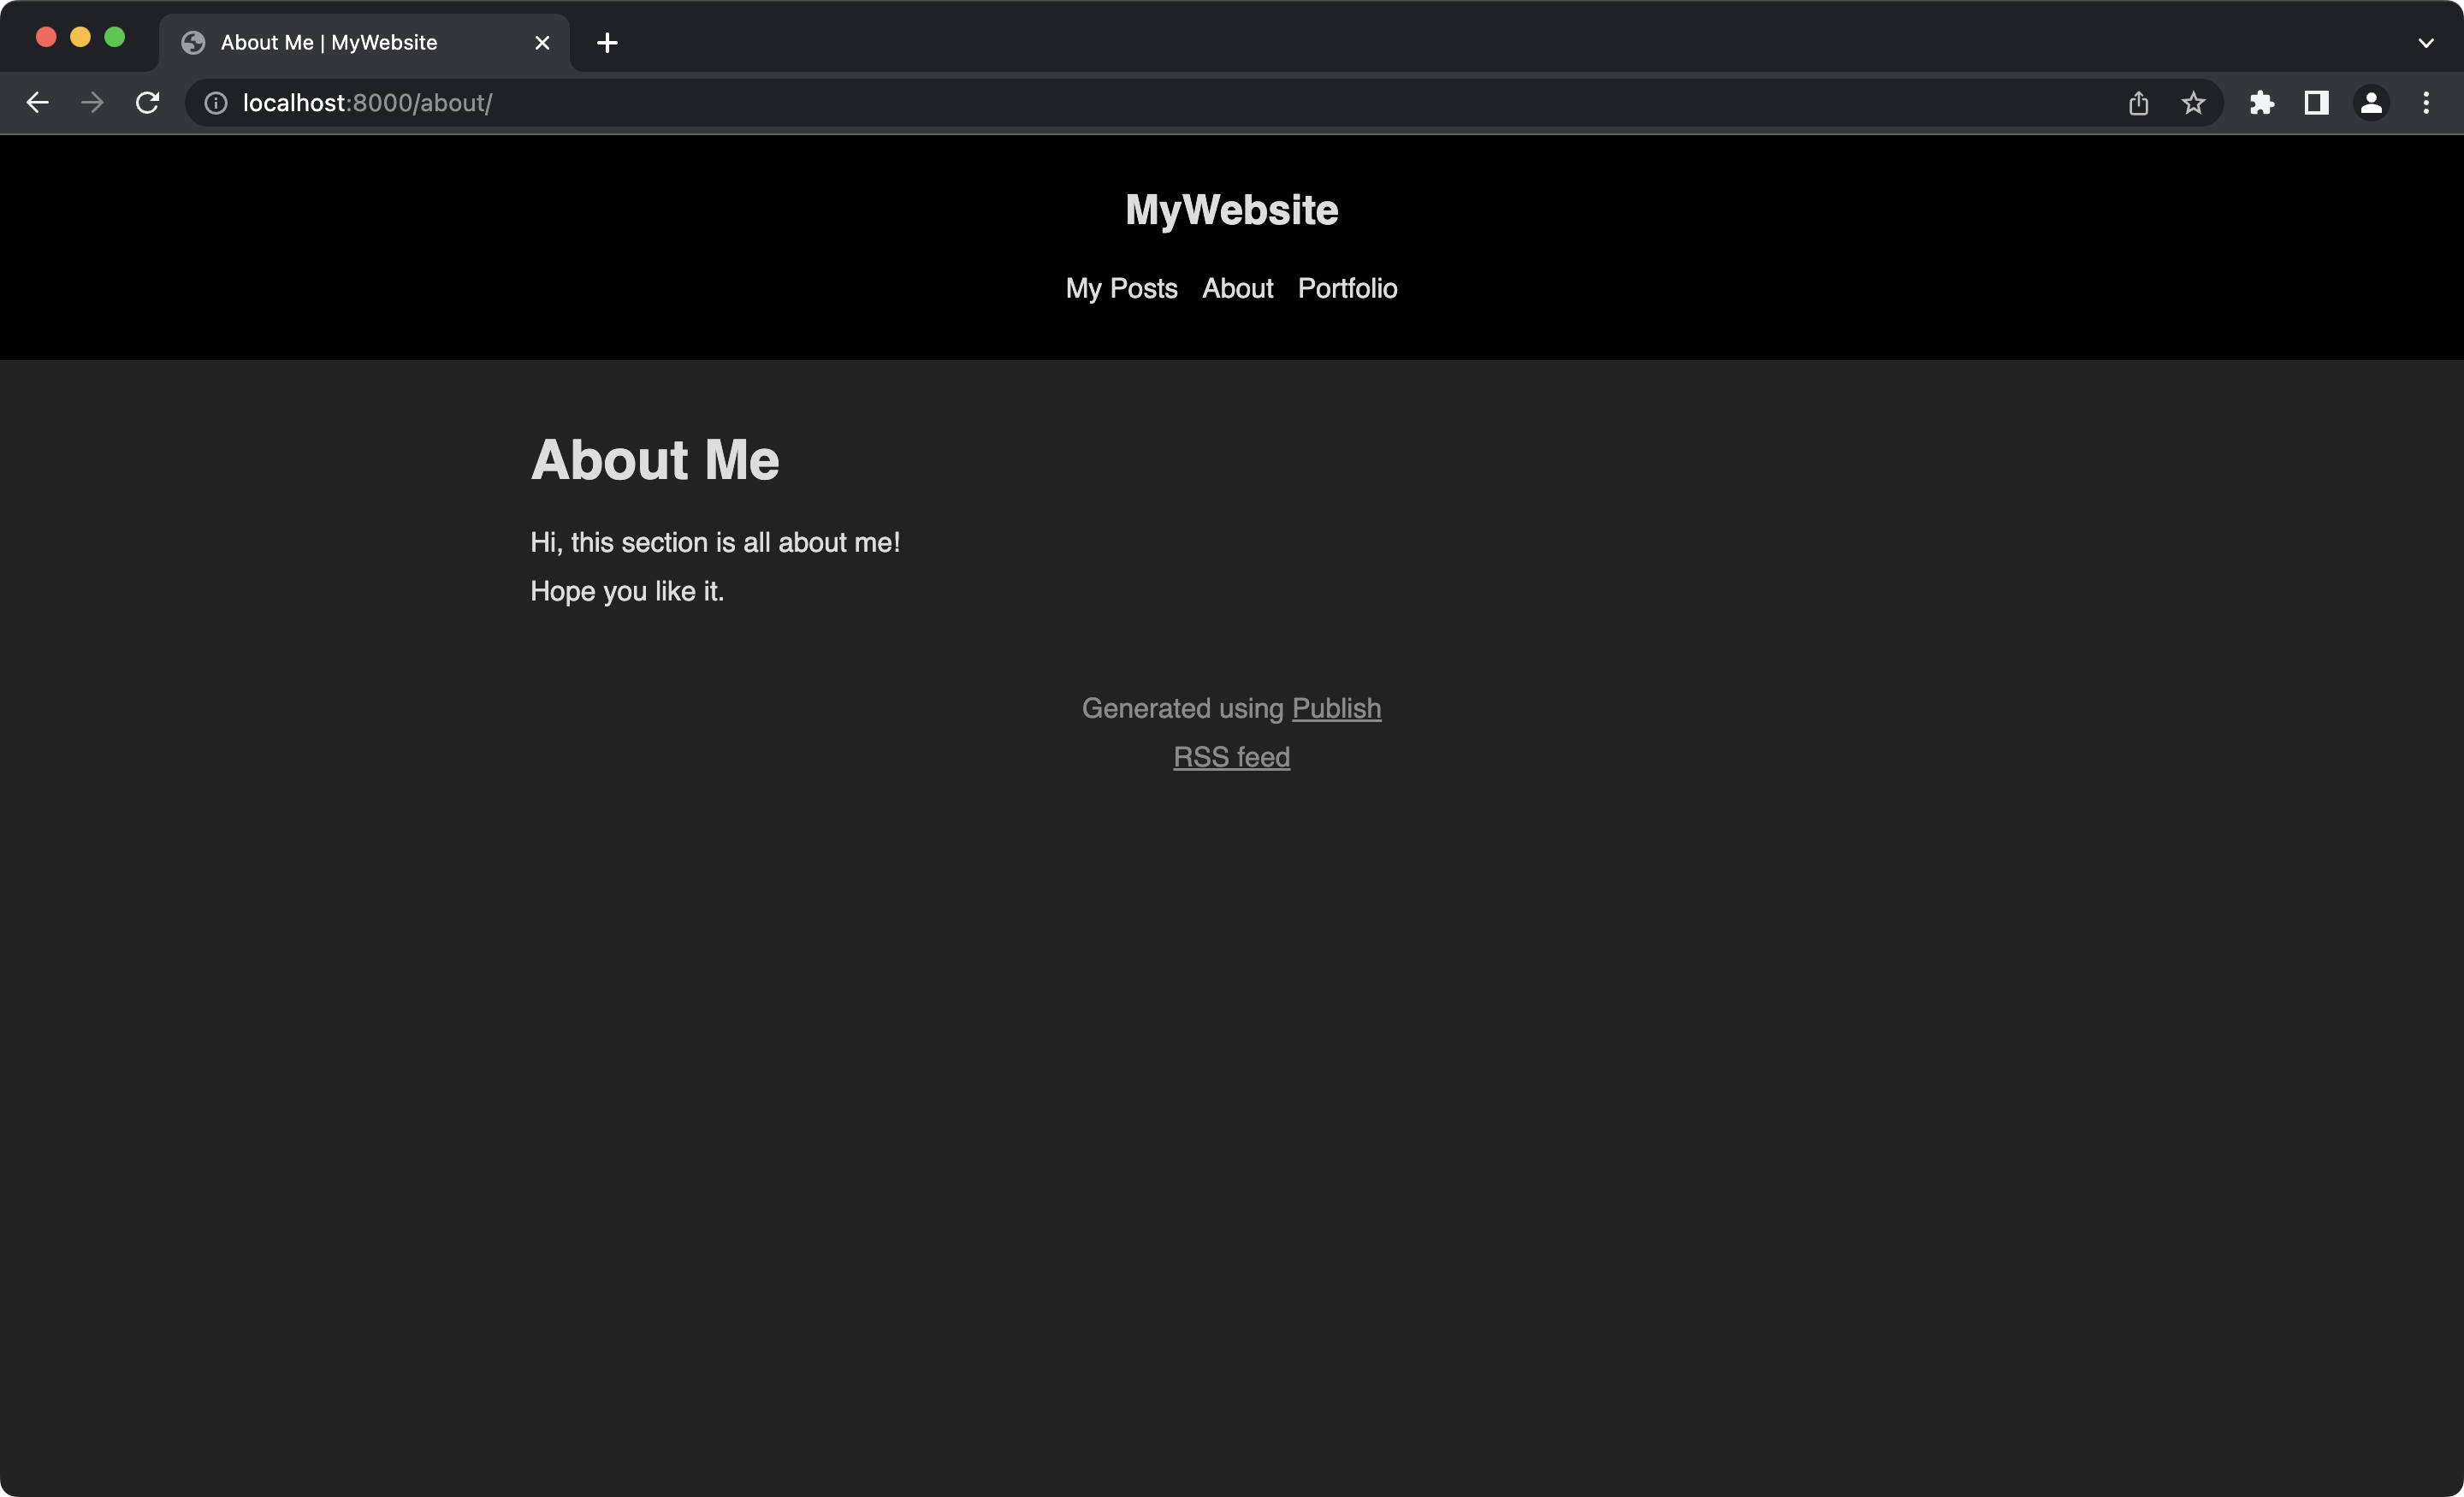 About Me | MyWebsite
localhost:8000/about/
MyWebsite
My Posts About Portfolio
About Me
Hi, this section is all about me!
Hope you like it.
Generated using Publish
RSS feed